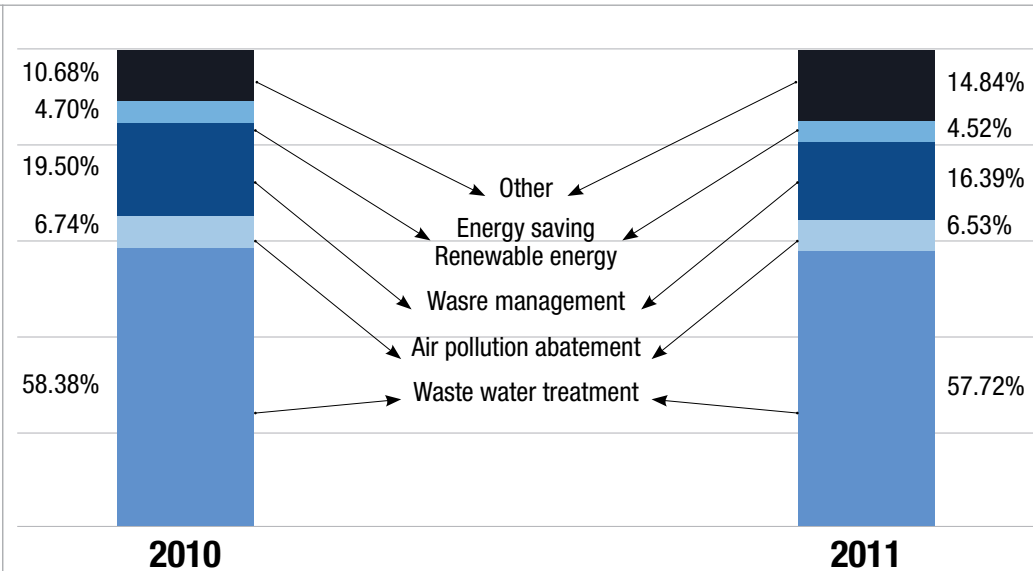 10.68%
4.70%
19.50%
6.74%
58.38%
Other
Energy saving
Renewable energy
Wasre management
Air pollution abatement
Waste water treatment
14.84%
4.52%
16.39%
6.53%
57.72%
2010
2011